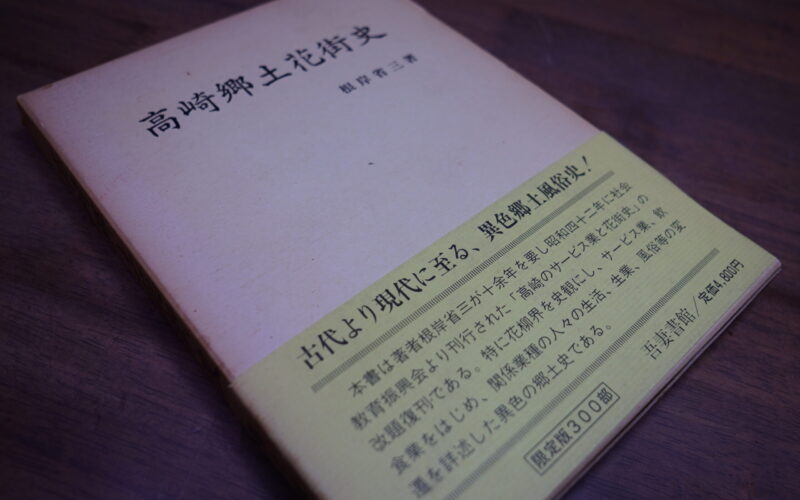 高崎郷土花街史
根岸省三著
古代より現代に至る、異色郷土風俗史!
本書は著者根岸省三が十余年を要し昭和四十二年に社会
教育振興会より刊行された「高崎のサービス業と花街史」の
改題復刊である。特に花柳界を史観にし、サービス業、飲
食業をはじめ、関係業種の人々の生活、生業、風俗等の変
遷を詳述した異色の郷土史である。
吾妻書館/定価4,800円
限定版300部